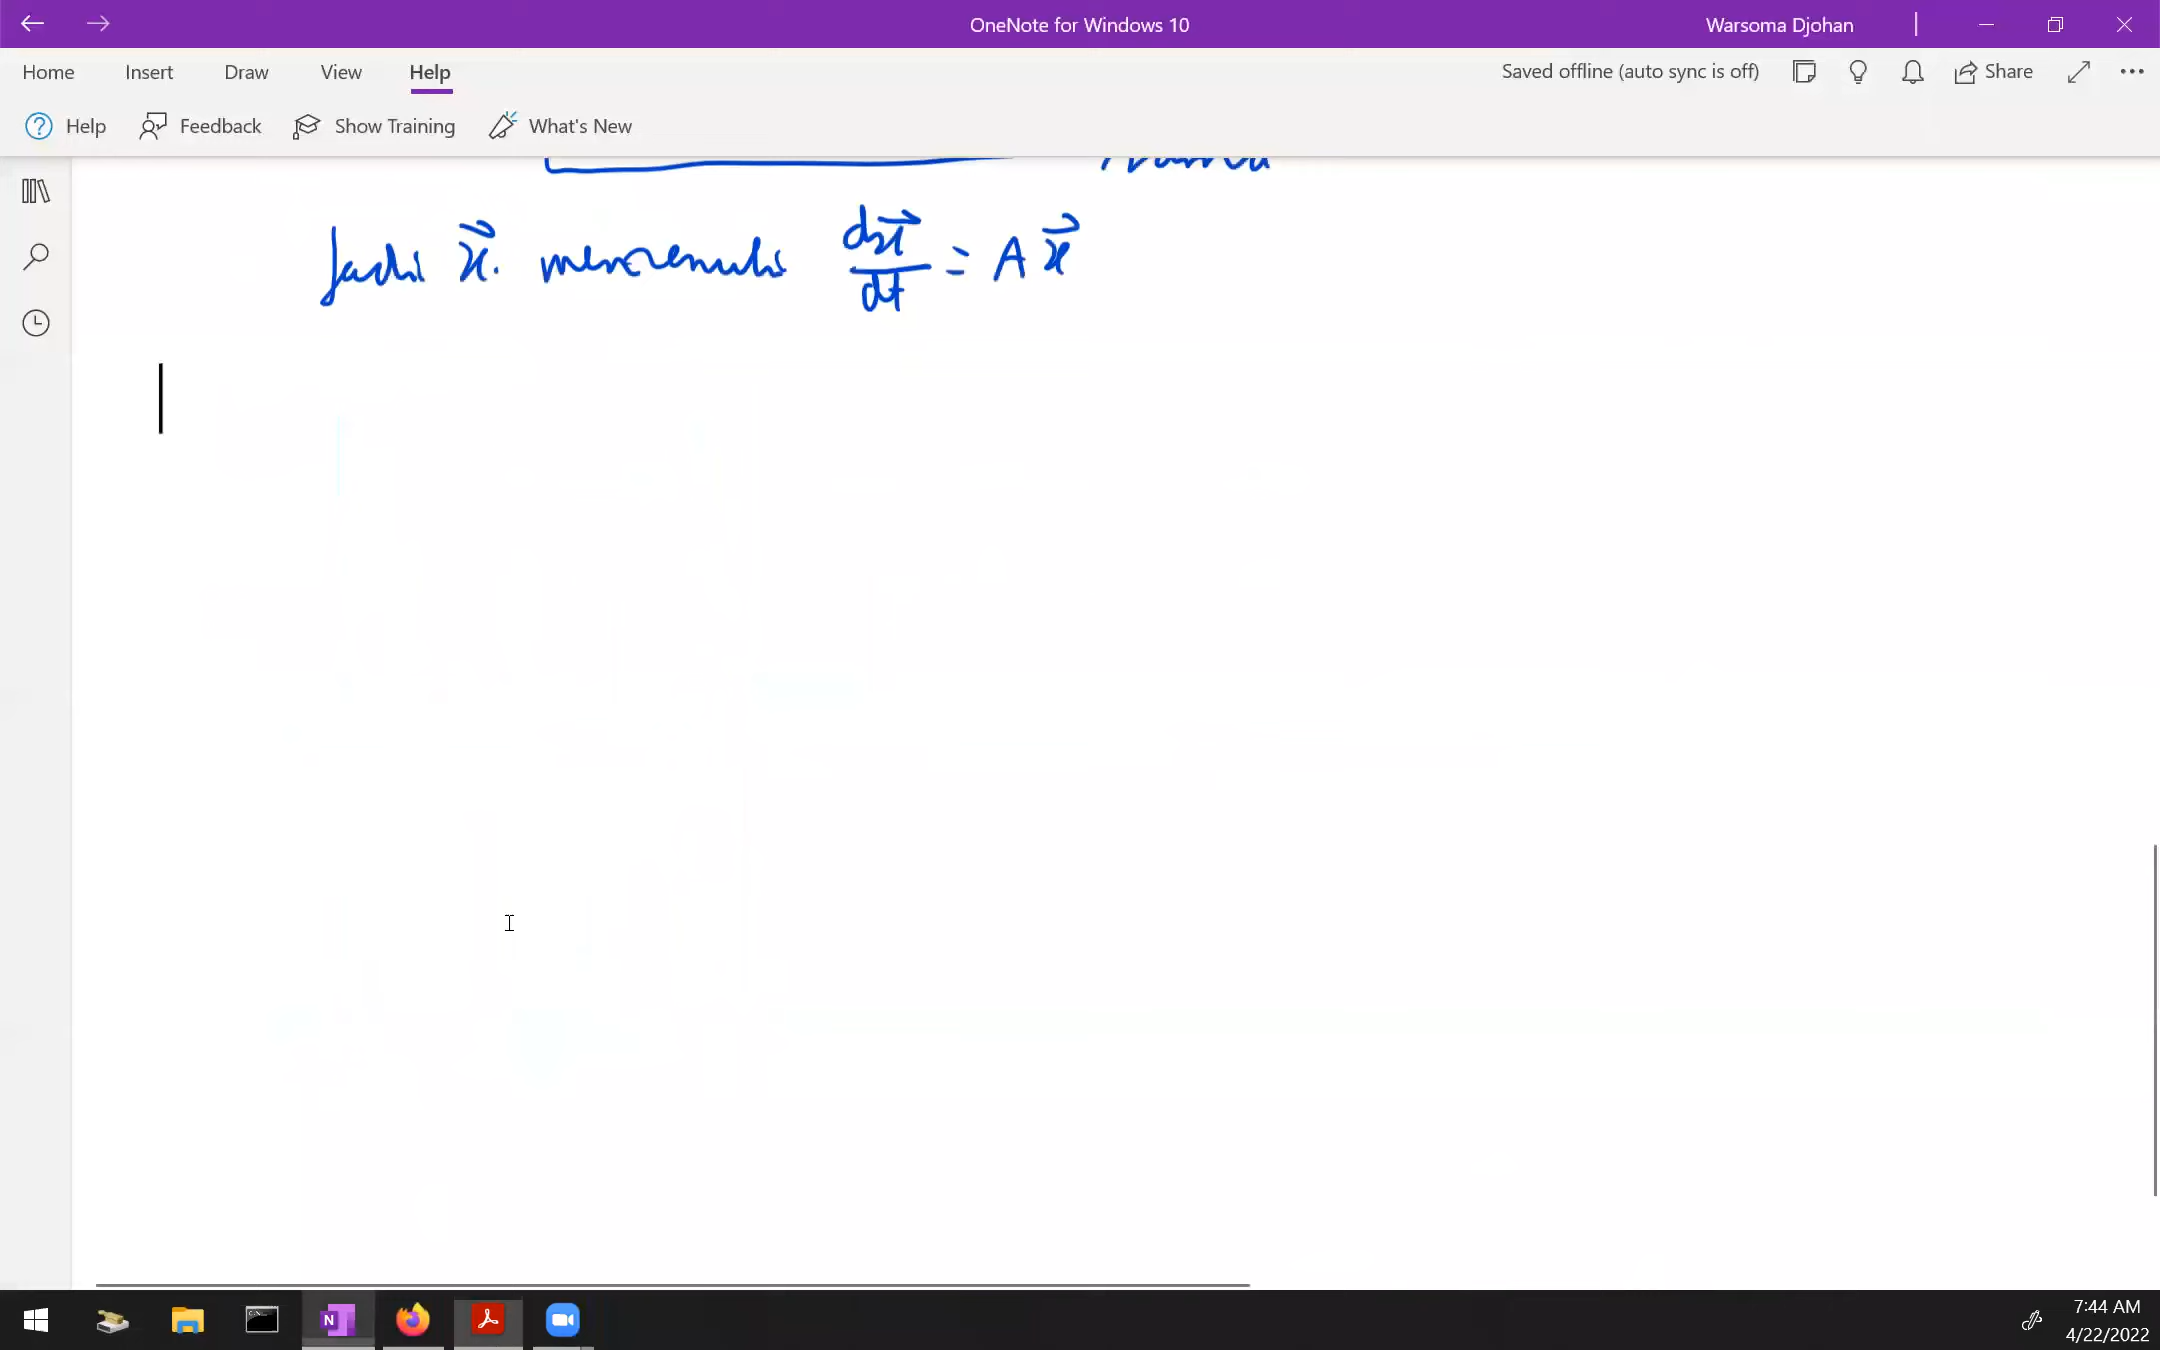 OneNote for Windows 10
Warsoma Djohan
Home Insert Draw View Help
Saved offline (auto sync is off) Share
Help Feedback Show Training What's New
Jadi x⃗. memenuhi dx⃗/dt = A x⃗
7:44 AM
4/22/2022